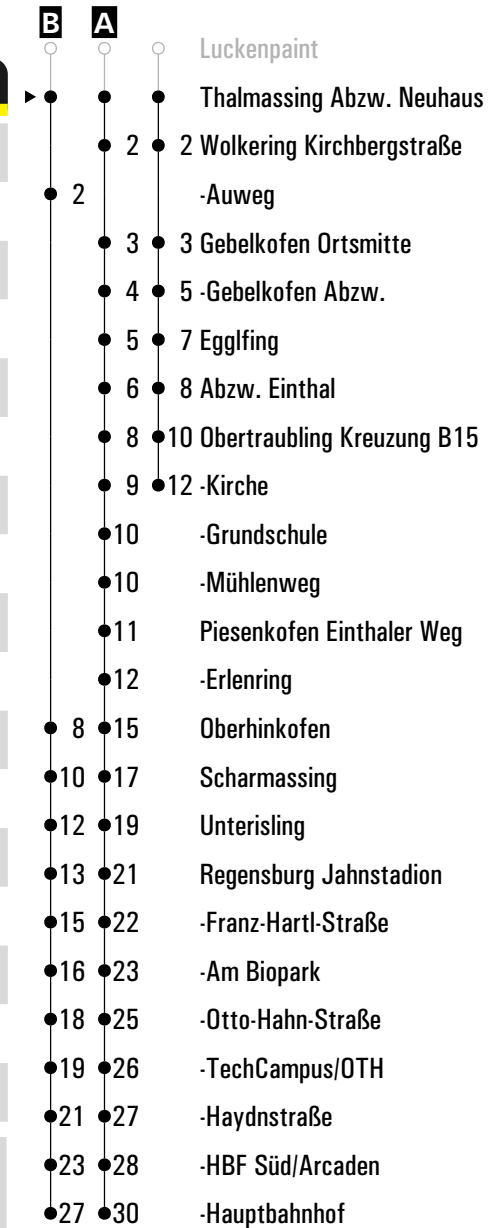 B A
Luckenpaint
Thalmassing Abzw. Neuhaus
2 2 Wolkering Kirchbergstraße
2 -Auweg
3 3 Gebelkofen Ortsmitte
4 5 -Gebelkofen Abzw.
5 7 Egglfing
6 8 Abzw. Einthal
8 10 Obertraubling Kreuzung B15
9 12 -Kirche
10 -Grundschule
10 -Mühlenweg
11 Piesenkofen Einthaler Weg
12 -Erlenring
8 15 Oberhinkofen
10 17 Scharmassing
12 19 Unterisling
13 21 Regensburg Jahnstadion
15 22 -Franz-Hartl-Straße
16 23 -Am Biopark
18 25 -Otto-Hahn-Straße
19 26 -TechCampus/OTH
21 27 -Haydnstraße
23 28 -HBF Süd/Arcaden
27 30 -Hauptbahnhof